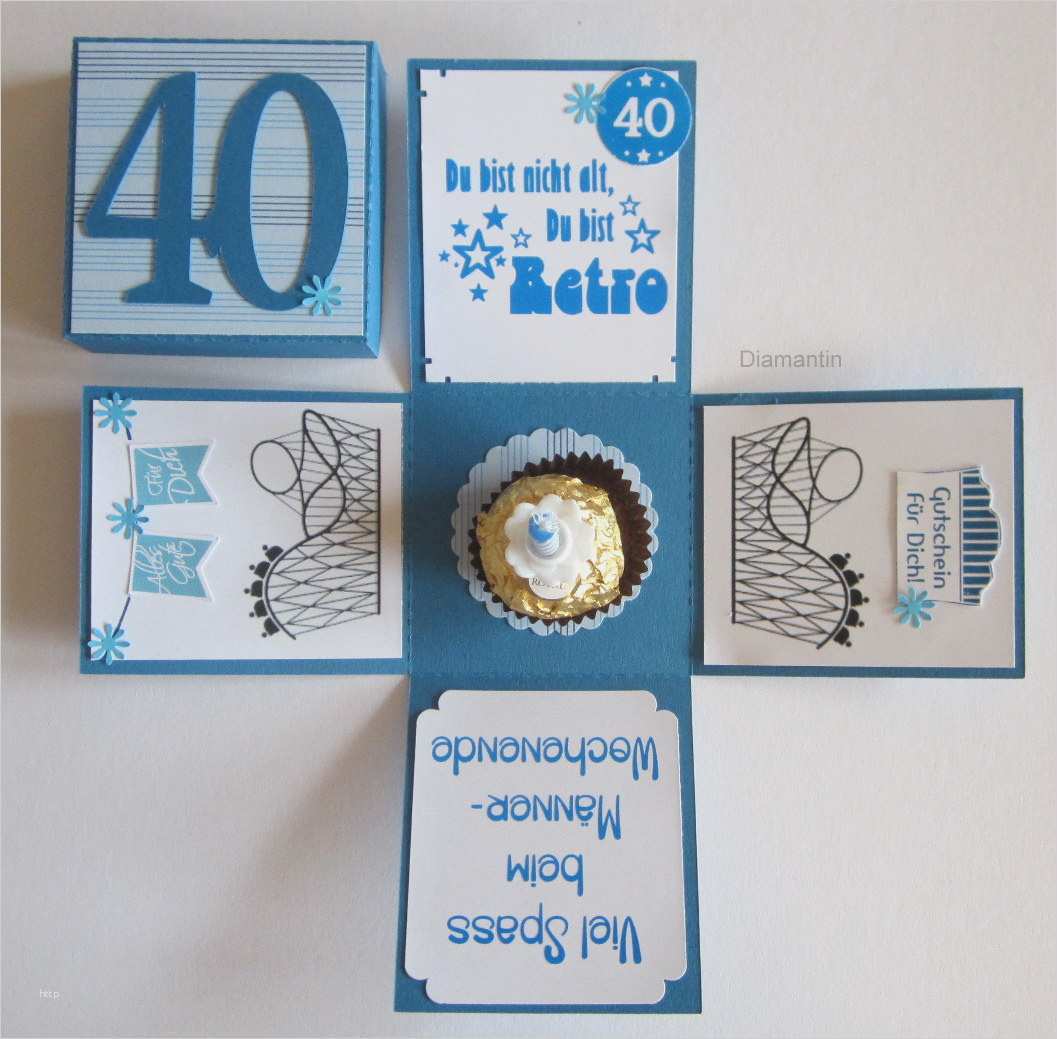 40
40
Du bist nicht alt,
Du bist
Retro
Diamantin
Für
Dich
Alles
Gute
Gutschein
für Dich!
Viel Spass
beim
Männer-
Wochenende
http